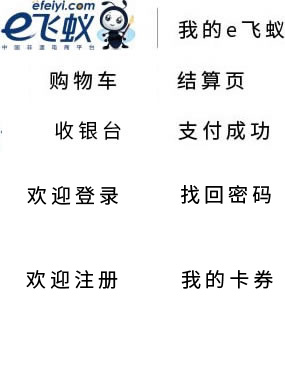 efeiyi.com
e飞蚁
中国非遗电商平台
我的e飞蚁
购物车 结算页
收银台 支付成功
欢迎登录 找回密码
欢迎注册 我的卡券